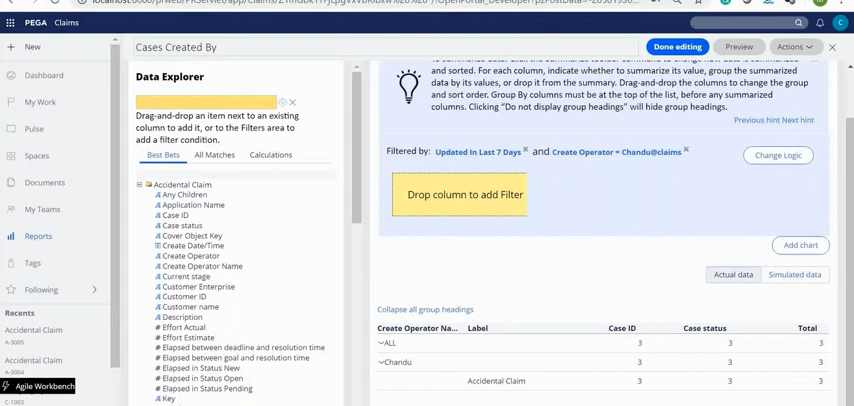 PEGA Claims
C
New
Cases Created By
Done editing
Preview
Actions
Dashboard
My Work
Pulse
Spaces
Documents
My Teams
Reports
Tags
Following
Recents
Accidental Claim
A-3005
Accidental Claim
A-3004
Agile Workbench
C-1003
Data Explorer
Drag-and-drop an item next to an existing
column to add it, or to the Filters area to
add a filter condition.
Best Bets All Matches Calculations
Accidental Claim
Any Children
Application Name
Case ID
Case status
Cover Object Key
Create Date/Time
Create Operator
Create Operator Name
Current stage
Customer Enterprise
Customer ID
Customer name
Description
Effort Actual
Effort Estimate
Elapsed between deadline and resolution time
Elapsed between goal and resolution time
Elapsed in Status New
Elapsed in Status Open
Elapsed in Status Pending
Key
and sorted. For each column, indicate whether to summarize its value, group the summarized
data by its values, or drop it from the summary. Drag-and-drop the columns to change the group
and sort order. Group By columns must be at the top of the list, before any summarized
columns. Clicking “Do not display group headings” will hide group headings.
Previous hint Next hint
Filtered by: Updated In Last 7 Days and Create Operator = Chandu@claims
Change Logic
Drop column to add Filter
Add chart
Actual data Simulated data
Collapse all group headings
Create Operator Na... Label Case ID Case status Total
ALL 3 3 3
Chandu 3 3 3
Accidental Claim 3 3 3